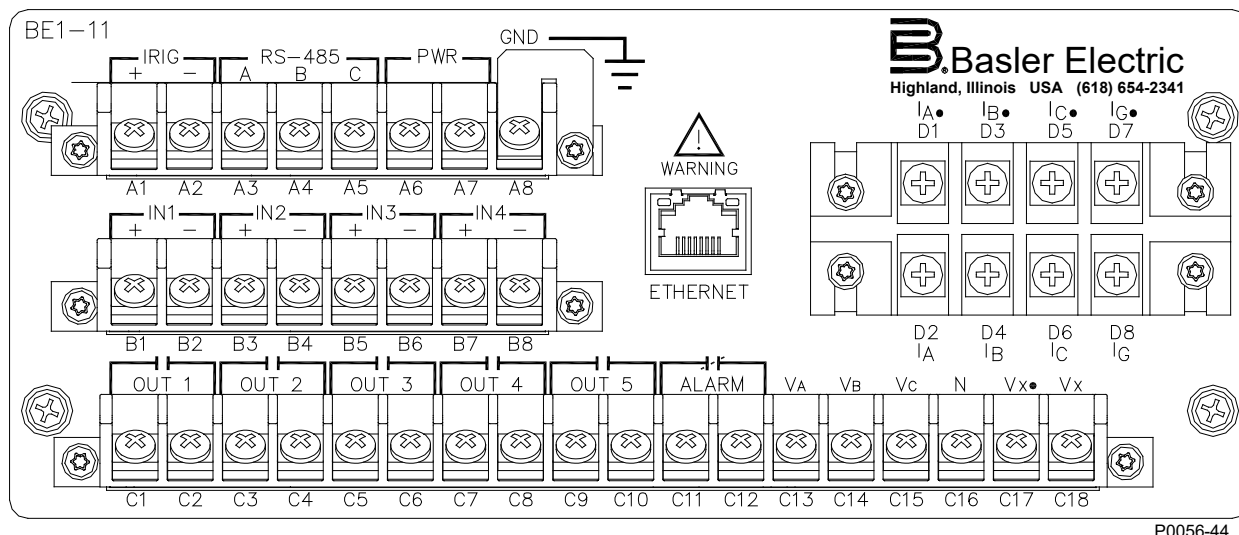 BE1-11
IRIG RS-485 PWR GND
+ − A B C
A1 A2 A3 A4 A5 A6 A7 A8
IN1 IN2 IN3 IN4
+ − + − + − + −
B1 B2 B3 B4 B5 B6 B7 B8
WARNING
ETHERNET
B® Basler Electric
Highland, Illinois USA (618) 654-2341
IA• IB• IC• IG•
D1 D3 D5 D7
D2 D4 D6 D8
IA IB IC IG
OUT 1 OUT 2 OUT 3 OUT 4 OUT 5 ALARM VA VB VC N VX• VX
C1 C2 C3 C4 C5 C6 C7 C8 C9 C10 C11 C12 C13 C14 C15 C16 C17 C18
P0056-44